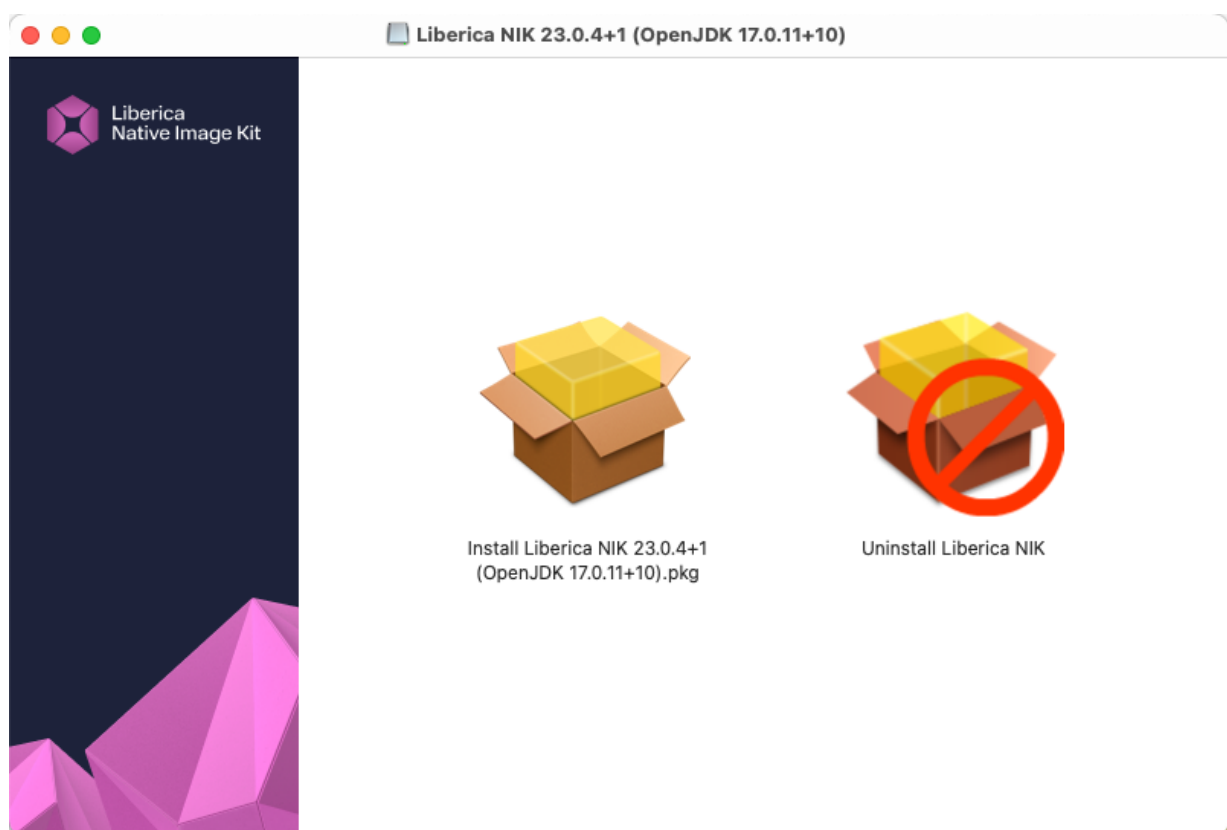 Liberica NIK 23.0.4+1 (OpenJDK 17.0.11+10)
Liberica
Native Image Kit
Install Liberica NIK 23.0.4+1
(OpenJDK 17.0.11+10).pkg
Uninstall Liberica NIK